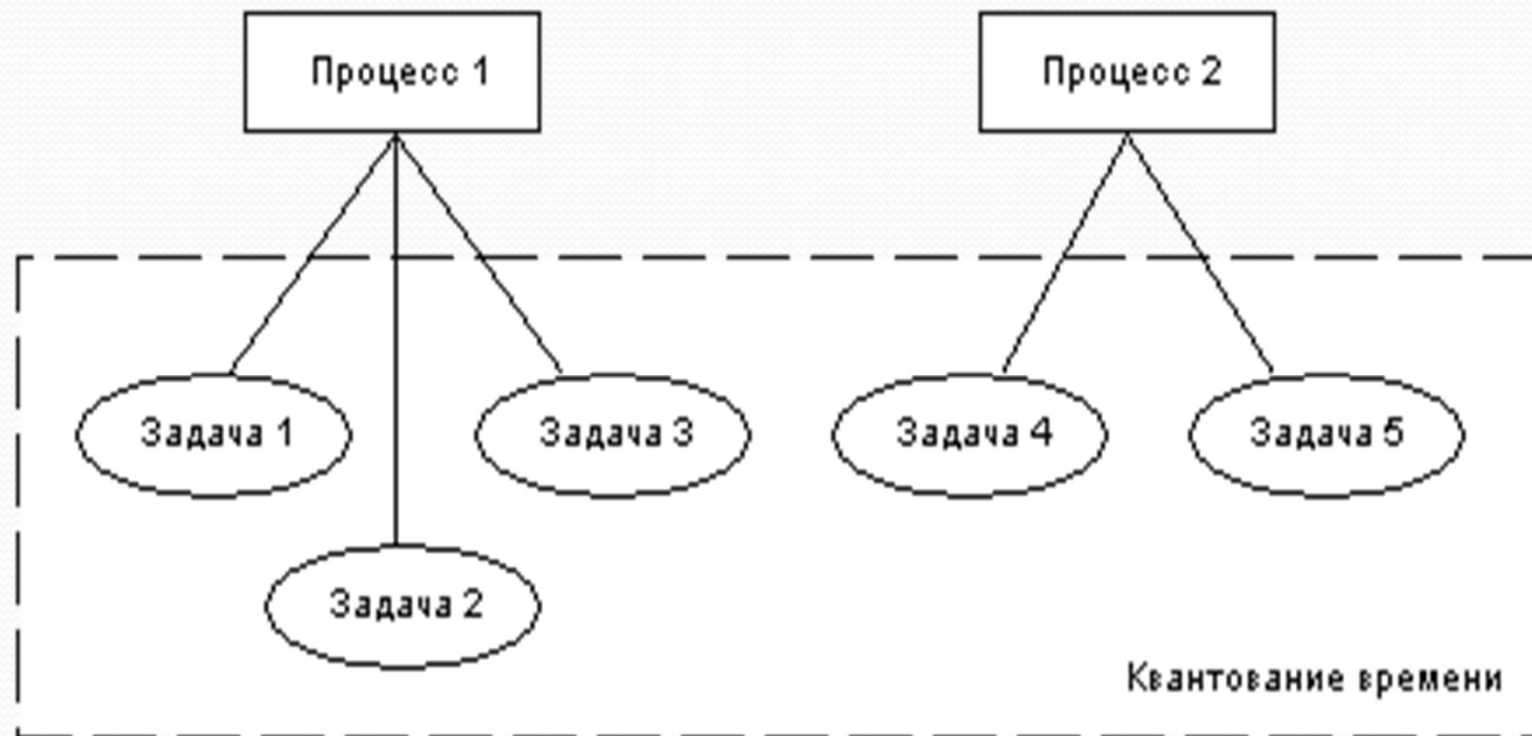 Процесс 1
Процесс 2
Задача 1
Задача 3
Задача 4
Задача 5
Задача 2
Квантование времени